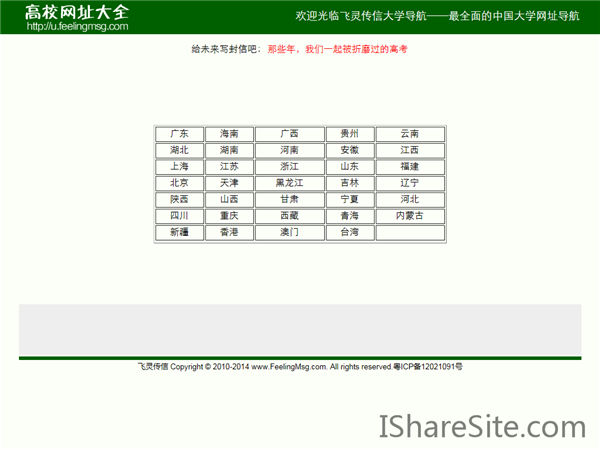 高校网址大全
http://u.feelingmsg.com
欢迎光临飞灵传信大学导航——最全面的中国大学网址导航
给未来写封信吧： 那些年，我们一起被折磨过的高考
广东 海南 广西 贵州 云南
湖北 湖南 河南 安徽 江西
上海 江苏 浙江 山东 福建
北京 天津 黑龙江 吉林 辽宁
陕西 山西 甘肃 宁夏 河北
四川 重庆 西藏 青海 内蒙古
新疆 香港 澳门 台湾
飞灵传信 Copyright © 2010-2014 www.FeelingMsg.com. All rights reserved.粤ICP备12021091号
IShareSite.com